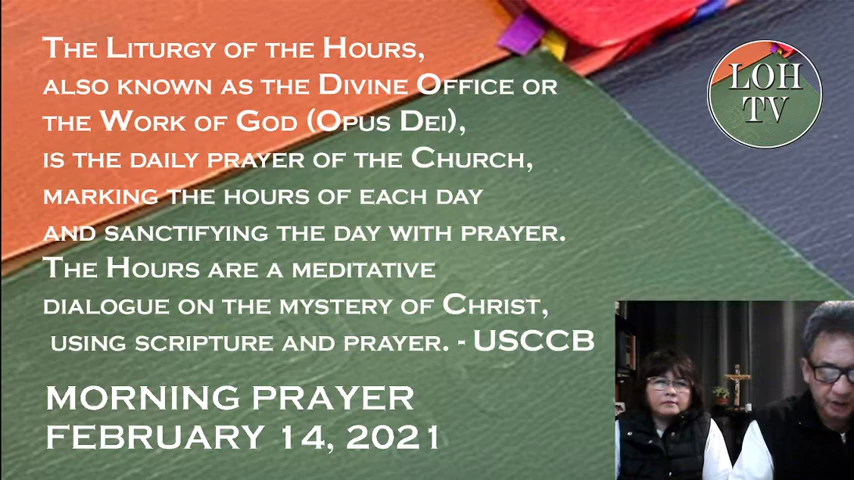 The Liturgy of the Hours,
also known as the Divine Office or
the Work of God (Opus Dei),
is the daily prayer of the Church,
marking the hours of each day
and sanctifying the day with prayer.
The Hours are a meditative
dialogue on the mystery of Christ,
using scripture and prayer. - USCCB
MORNING PRAYER
FEBRUARY 14, 2021
LOH
TV